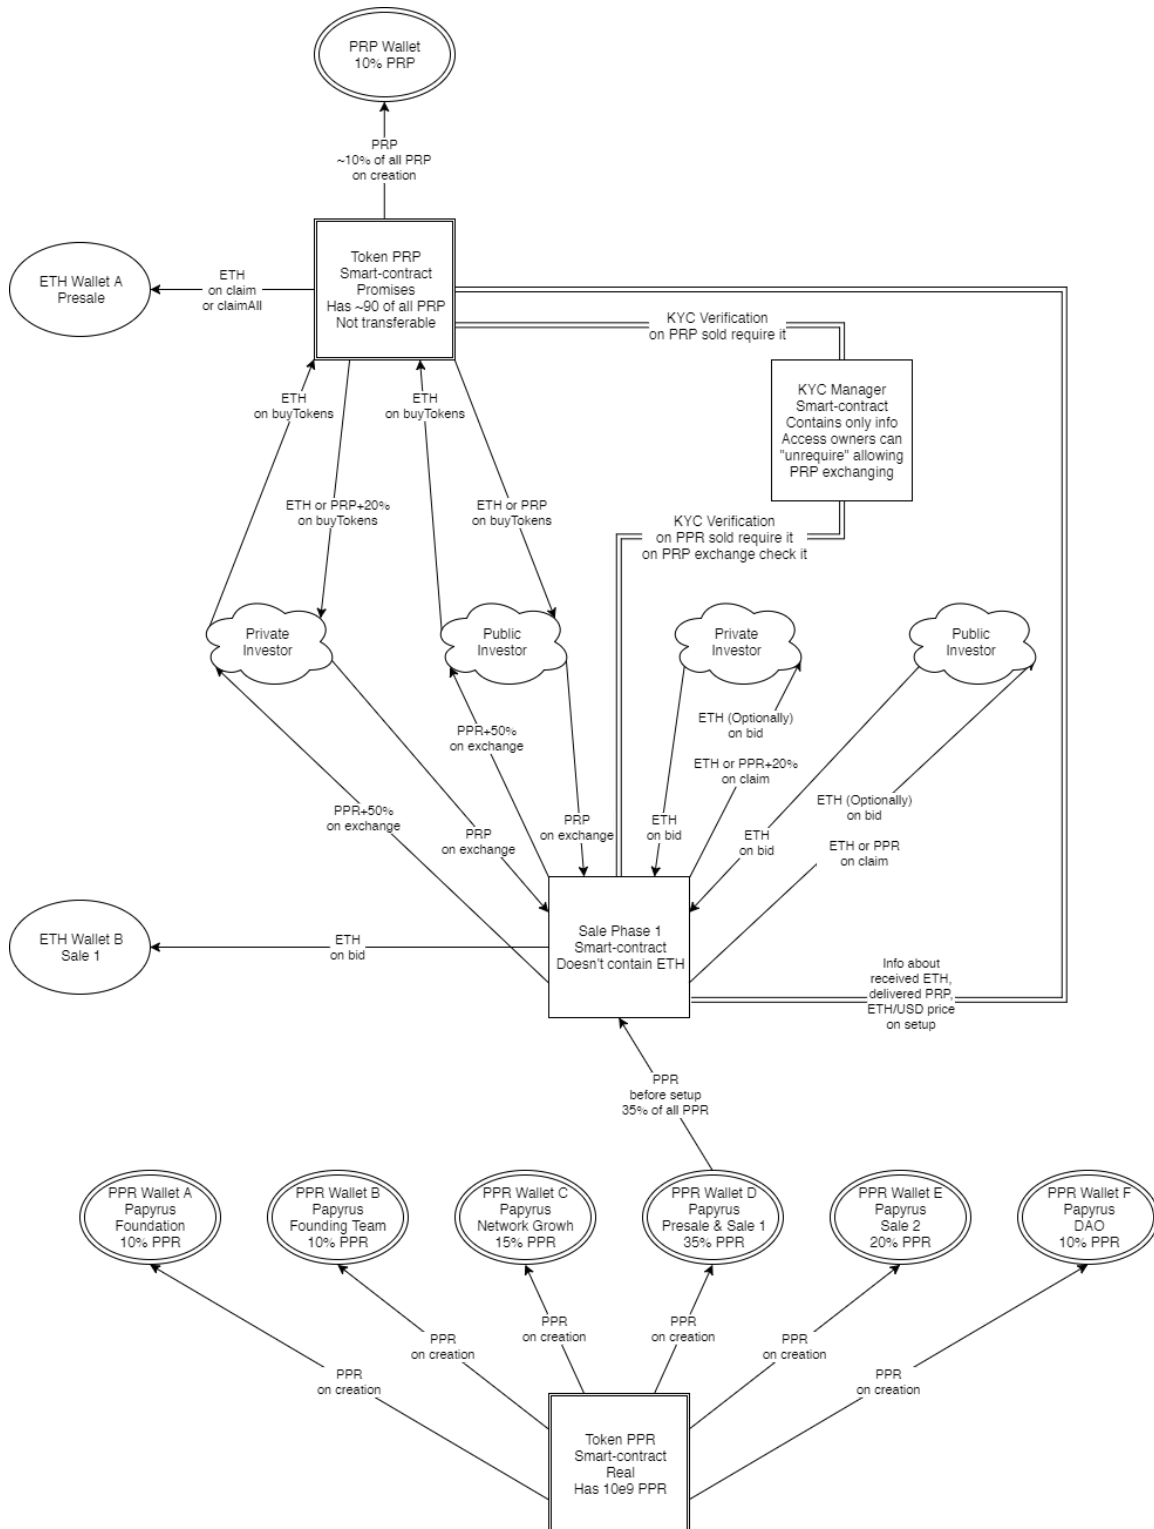 PRP Wallet
10% PRP
PRP
~10% of all PRP
on creation
Token PRP
Smart-contract
Promises
Has ~90 of all PRP
Not transferable
ETH Wallet A
Presale
ETH
on claim
or claimAll
KYC Verification
on PRP sold require it
KYC Manager
Smart-contract
Contains only info
Access owners can
"unrequire" allowing
PRP exchanging
ETH
on buyTokens
ETH
on buyTokens
ETH or PRP+20%
on buyTokens
ETH or PRP
on buyTokens
KYC Verification
on PPR sold require it
on PRP exchange check it
Private
Investor
Public
Investor
Private
Investor
Public
Investor
PPR+50%
on exchange
ETH (Optionally)
on bid
ETH or PPR+20%
on claim
PPR+50%
on exchange
PRP
on exchange
PRP
on exchange
ETH
on bid
ETH
on bid
ETH (Optionally)
on bid
ETH or PPR
on claim
ETH Wallet B
Sale 1
ETH
on bid
Sale Phase 1
Smart-contract
Doesn't contain ETH
Info about
received ETH,
delivered PRP,
ETH/USD price
on setup
PPR
before setup
35% of all PPR
PPR Wallet A
Papyrus
Foundation
10% PPR
PPR Wallet B
Papyrus
Founding Team
10% PPR
PPR Wallet C
Papyrus
Network Growh
15% PPR
PPR Wallet D
Papyrus
Presale & Sale 1
35% PPR
PPR Wallet E
Papyrus
Sale 2
20% PPR
PPR Wallet F
Papyrus
DAO
10% PPR
PPR
on creation
PPR
on creation
PPR
on creation
PPR
on creation
PPR
on creation
PPR
on creation
Token PPR
Smart-contract
Real
Has 10e9 PPR